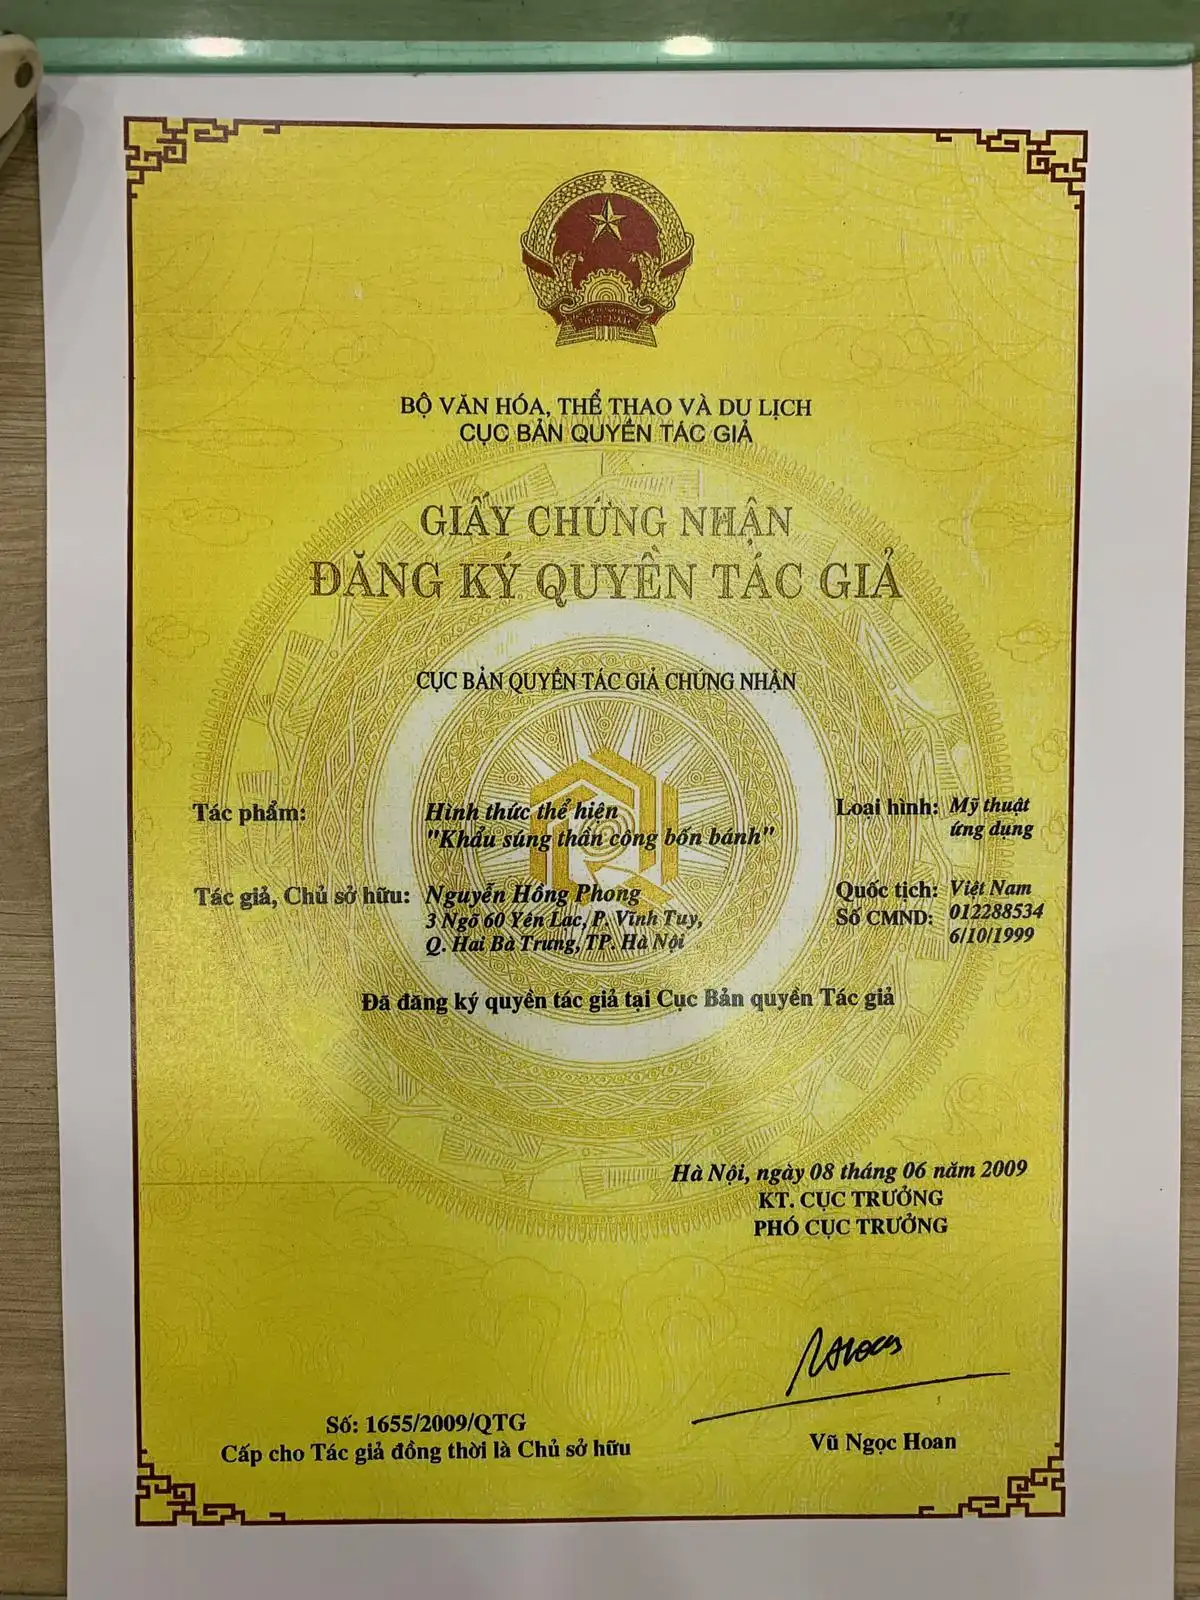 BỘ VĂN HÓA, THỂ THAO VÀ DU LỊCH
CỤC BẢN QUYỀN TÁC GIẢ
GIẤY CHỨNG NHẬN
ĐĂNG KÝ QUYỀN TÁC GIẢ
CỤC BẢN QUYỀN TÁC GIẢ CHỨNG NHẬN
Tác phẩm: Hình thức thể hiện Loại hình: Mỹ thuật
"Khẩu súng thần công bốn bánh" ứng dụng
Tác giả, Chủ sở hữu: Nguyễn Hồng Phong Quốc tịch: Việt Nam
3 Ngõ 60 Yên Lạc, P. Vĩnh Tuy, Số CMND: 012288534
Q. Hai Bà Trưng, TP. Hà Nội 6/10/1999
Đã đăng ký quyền tác giả tại Cục Bản quyền Tác giả
Hà Nội, ngày 08 tháng 06 năm 2009
KT. CỤC TRƯỞNG
PHÓ CỤC TRƯỞNG
Số: 1655/2009/QTG
Cấp cho Tác giả đồng thời là Chủ sở hữu
Vũ Ngọc Hoan